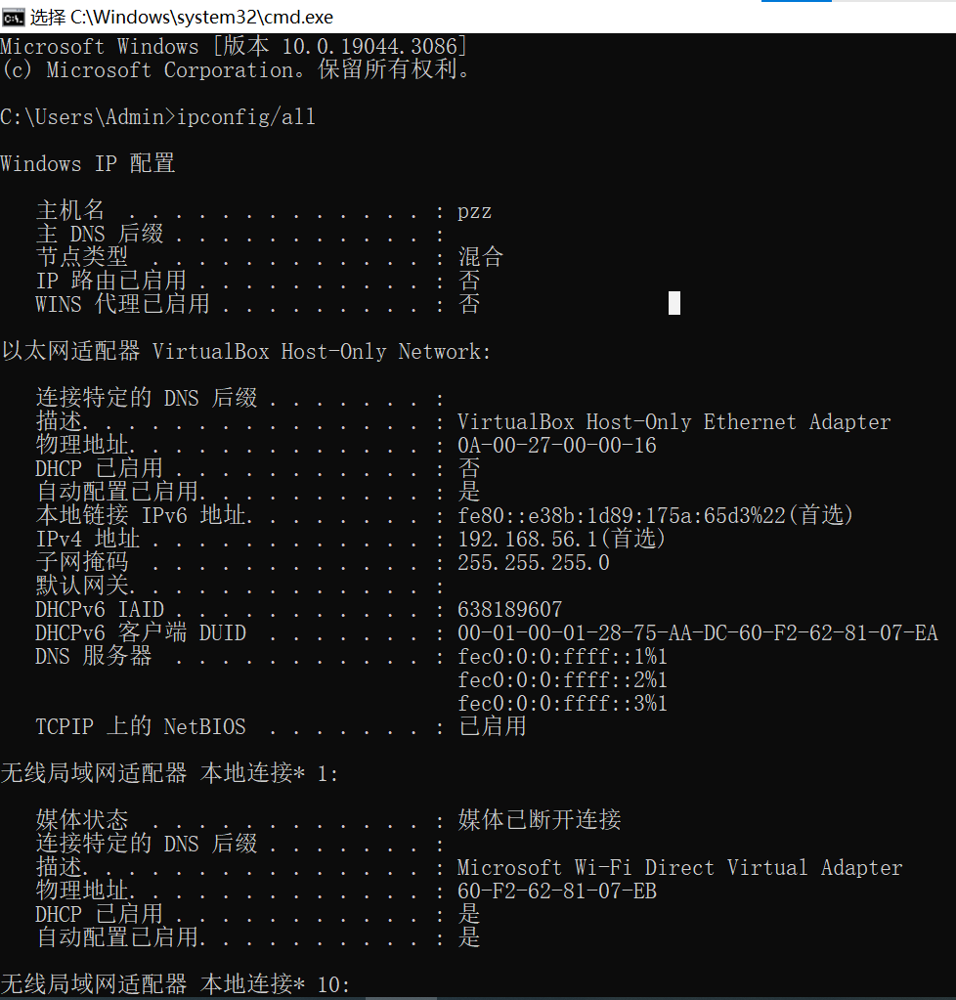 选择 C:\Windows\system32\cmd.exe
Microsoft Windows [版本 10.0.19044.3086]
(c) Microsoft Corporation。保留所有权利。
C:\Users\Admin>ipconfig/all
Windows IP 配置
主机名 . . . . . . . . . . . . . : pzz
主 DNS 后缀 . . . . . . . . . . . :
节点类型 . . . . . . . . . . . . : 混合
IP 路由已启用 . . . . . . . . . . : 否
WINS 代理已启用 . . . . . . . . . : 否
以太网适配器 VirtualBox Host-Only Network:
连接特定的 DNS 后缀 . . . . . . . :
描述. . . . . . . . . . . . . . . : VirtualBox Host-Only Ethernet Adapter
物理地址. . . . . . . . . . . . . : 0A-00-27-00-00-16
DHCP 已启用 . . . . . . . . . . . : 否
自动配置已启用. . . . . . . . . . : 是
本地链接 IPv6 地址. . . . . . . . : fe80::e38b:1d89:175a:65d3%22(首选)
IPv4 地址 . . . . . . . . . . . . : 192.168.56.1(首选)
子网掩码 . . . . . . . . . . . . : 255.255.255.0
默认网关. . . . . . . . . . . . . :
DHCPv6 IAID . . . . . . . . . . . : 638189607
DHCPv6 客户端 DUID . . . . . . . : 00-01-00-01-28-75-AA-DC-60-F2-62-81-07-EA
DNS 服务器 . . . . . . . . . . . : fec0:0:0:ffff::1%1
fec0:0:0:ffff::2%1
fec0:0:0:ffff::3%1
TCPIP 上的 NetBIOS . . . . . . . : 已启用
无线局域网适配器 本地连接* 1:
媒体状态 . . . . . . . . . . . . : 媒体已断开连接
连接特定的 DNS 后缀 . . . . . . . :
描述. . . . . . . . . . . . . . . : Microsoft Wi-Fi Direct Virtual Adapter
物理地址. . . . . . . . . . . . . : 60-F2-62-81-07-EB
DHCP 已启用 . . . . . . . . . . . : 是
自动配置已启用. . . . . . . . . . : 是
无线局域网适配器 本地连接* 10: